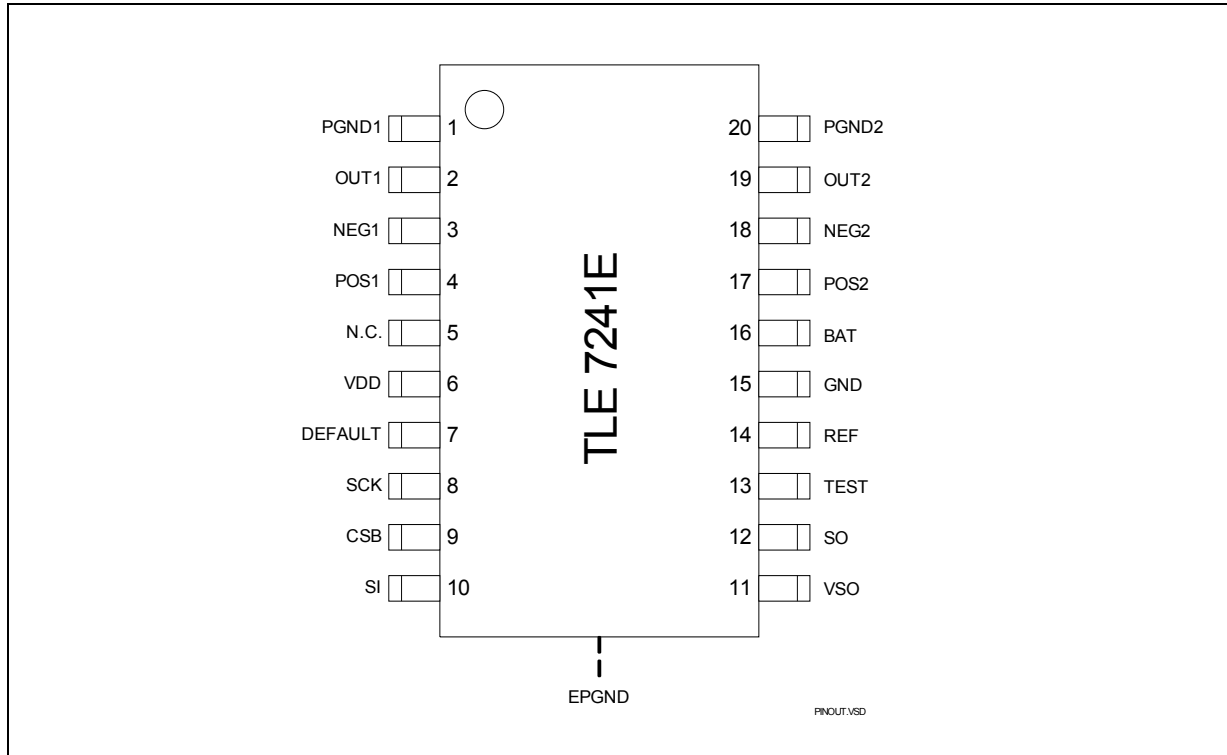 PGND1 1 20 PGND2
OUT1 2 19 OUT2
NEG1 3 18 NEG2
POS1 4 17 POS2
N.C. 5 16 BAT
VDD 6 15 GND
DEFAULT 7 14 REF
SCK 8 13 TEST
CSB 9 12 SO
SI 10 11 VSO
TLE 7241E
EPGND
PINOUT.VSD